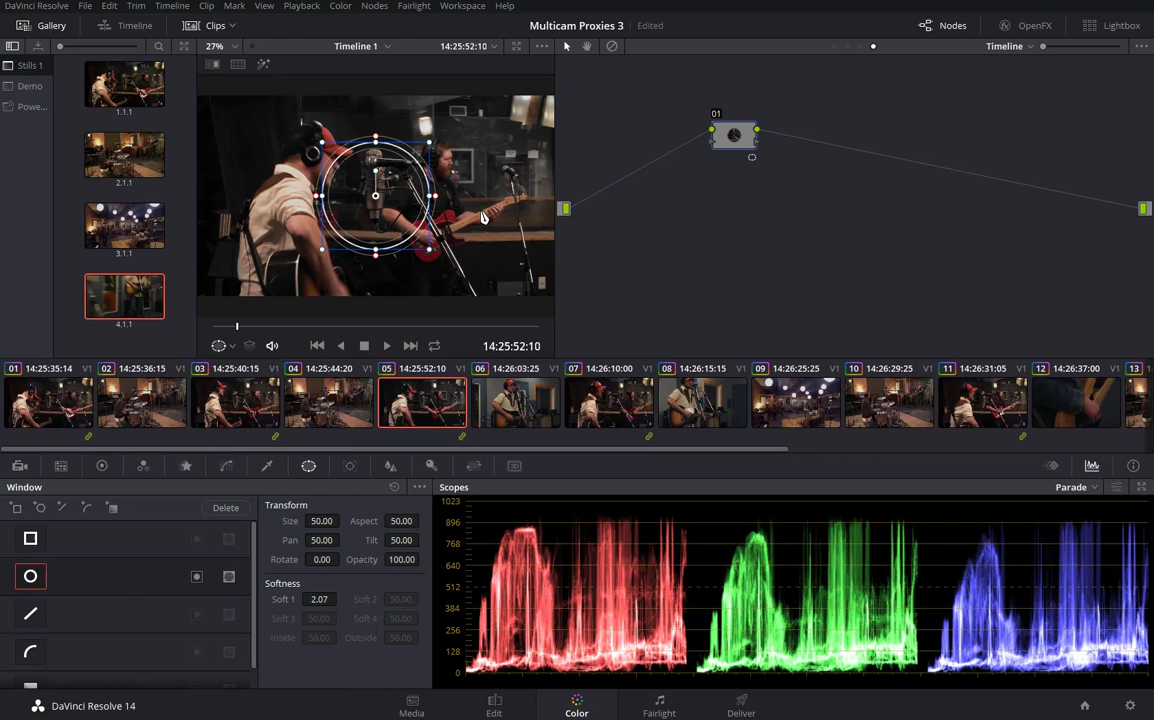 DaVinci Resolve File Edit Trim Timeline Clip Mark View Playback Color Nodes Fairlight Workspace Help
Gallery Timeline Clips Multicam Proxies 3 Edited Nodes OpenFX Lightbox
27% Timeline 1 14:25:52:10 Timeline
Stills 1
Demo
Powe...
1.1.1
2.1.1
3.1.1
4.1.1
01
14:25:52:10
01 14:25:35:14 V1 02 14:25:36:15 V1 03 14:25:40:15 V1 04 14:25:44:20 V1 05 14:25:52:10 V1 06 14:26:03:25 V1 07 14:26:10:00 V1 08 14:26:15:15 V1 09 14:26:25:25 V1 10 14:26:29:25 V1 11 14:26:31:05 V1 12 14:26:37:00 V1 13
3D
Window Scopes Parade
Delete
Transform
Size 50.00 Aspect 50.00
Pan 50.00 Tilt 50.00
Rotate 0.00 Opacity 100.00
Softness
Soft 1 2.07 Soft 2 50.00
Soft 3 50.00 Soft 4 50.00
Inside 50.00 Outside 50.00
1023
896
768
640
512
384
256
128
0
DaVinci Resolve 14 Media Edit Color Fairlight Deliver